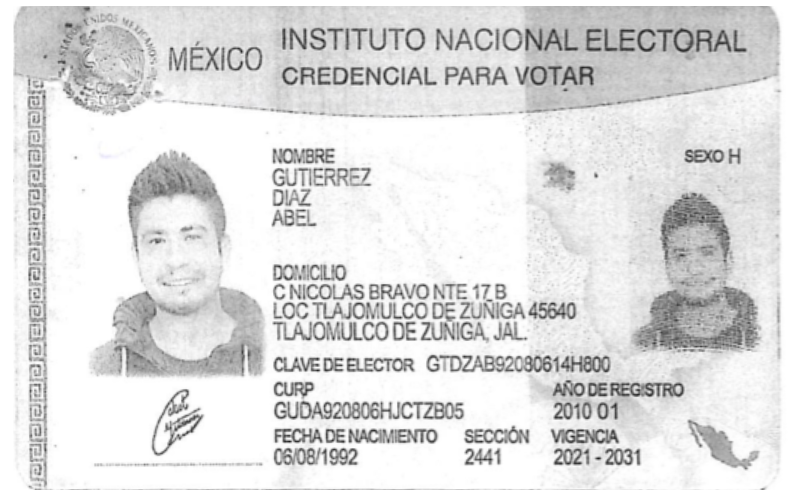 ESTADOS UNIDOS MEXICANOS
MÉXICO
INSTITUTO NACIONAL ELECTORAL
CREDENCIAL PARA VOTAR
NOMBRE
GUTIERREZ
DIAZ
ABEL
SEXO H
DOMICILIO
C NICOLAS BRAVO NTE 17 B
LOC TLAJOMULCO DE ZUÑIGA 45640
TLAJOMULCO DE ZUÑIGA, JAL.
CLAVE DE ELECTOR GTDZAB92080614H800
CURP
GUDA920806HJCTZB05
AÑO DE REGISTRO
2010 01
FECHA DE NACIMIENTO
06/08/1992
SECCIÓN
2441
VIGENCIA
2021 - 2031